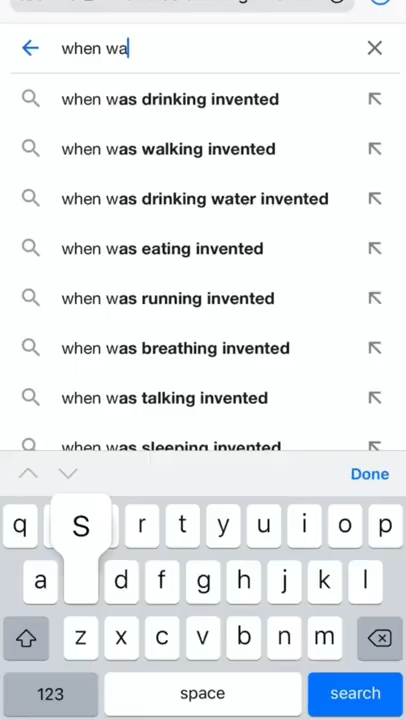 when wa
when was drinking invented
when was walking invented
when was drinking water invented
when was eating invented
when was running invented
when was breathing invented
when was talking invented
when was sleeping invented
Done
q S r t y u i o p
a d f g h j k l
z x c v b n m
123 space search